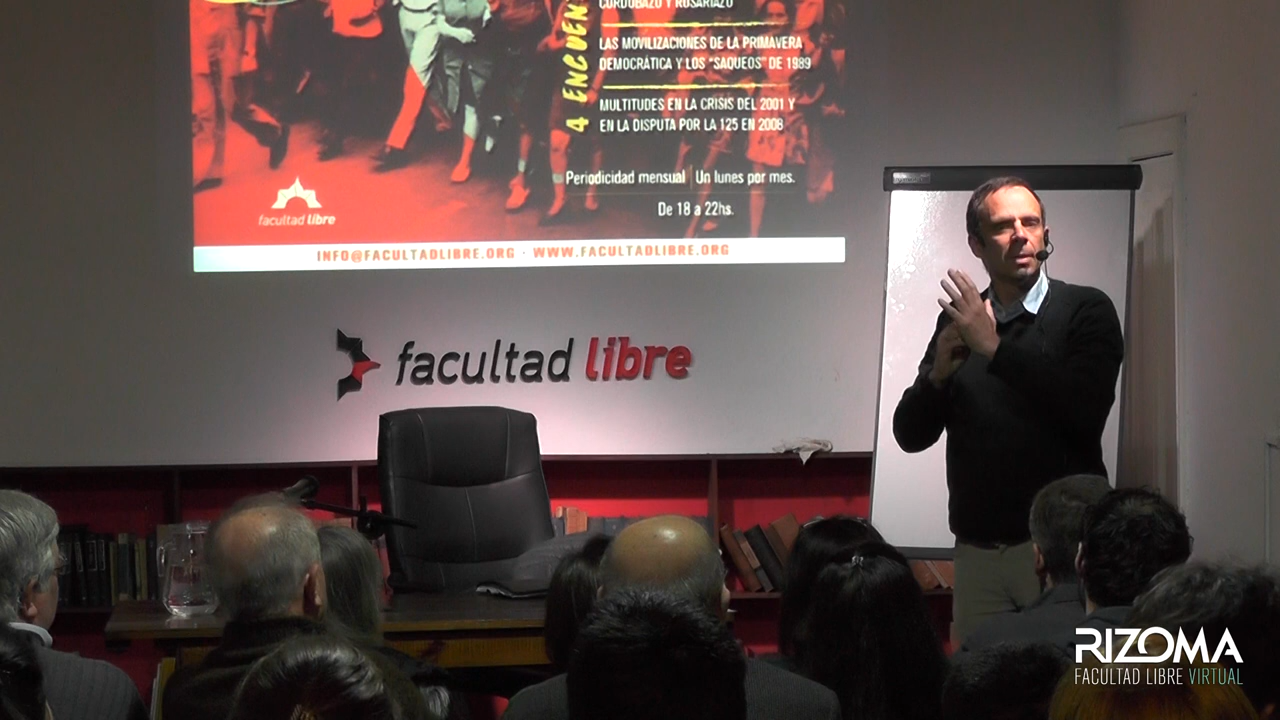 CORDOBAZO Y ROSARIAZO
LAS MOVILIZACIONES DE LA PRIMAVERA
DEMOCRÁTICA Y LOS "SAQUEOS" DE 1989
MULTITUDES EN LA CRISIS DEL 2001 Y
EN LA DISPUTA POR LA 125 EN 2008
4 ENCUEN
Periodicidad mensual | Un lunes por mes.
De 18 a 22hs.
facultad libre
INFO@FACULTADLIBRE.ORG · WWW.FACULTADLIBRE.ORG
facultad libre
RIZOMA
FACULTAD LIBRE VIRTUAL